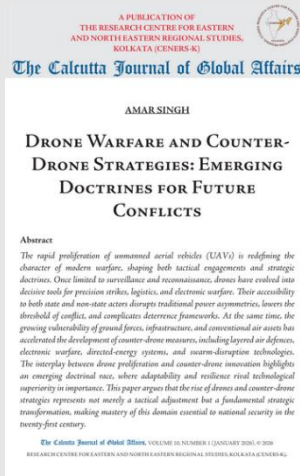 A PUBLICATION OF
THE RESEARCH CENTRE FOR EASTERN
AND NORTH EASTERN REGIONAL STUDIES,
KOLKATA (CENERS-K)
The Calcutta Journal of Global Affairs
AMAR SINGH
DRONE WARFARE AND COUNTER-
DRONE STRATEGIES: EMERGING
DOCTRINES FOR FUTURE
CONFLICTS
Abstract
The rapid proliferation of unmanned aerial vehicles (UAVs) is redefining the
character of modern warfare, shaping both tactical engagements and strategic
doctrines. Once limited to surveillance and reconnaissance, drones have evolved into
decisive tools for precision strikes, logistics, and electronic warfare. Their accessibility
to both state and non-state actors disrupts traditional power asymmetries, lowers the
threshold of conflict, and complicates deterrence frameworks. At the same time, the
growing vulnerability of ground forces, infrastructure, and conventional air assets has
accelerated the development of counter-drone measures, including layered air defences,
electronic warfare, directed-energy systems, and swarm-disruption technologies.
The interplay between drone proliferation and counter-drone innovation highlights
an emerging doctrinal race, where adaptability and resilience rival technological
superiority in importance. This paper argues that the rise of drones and counter-drone
strategies represents not merely a tactical adjustment but a fundamental strategic
transformation, making mastery of this domain essential to national security in the
twenty-first century.
The Calcutta Journal of Global Affairs, VOLUME 10, NUMBER 1 (JANUARY 2026), © 2026
RESEARCH CENTRE FOR EASTERN AND NORTH EASTERN REGIONAL STUDIES, KOLKATA (CENERS-K),